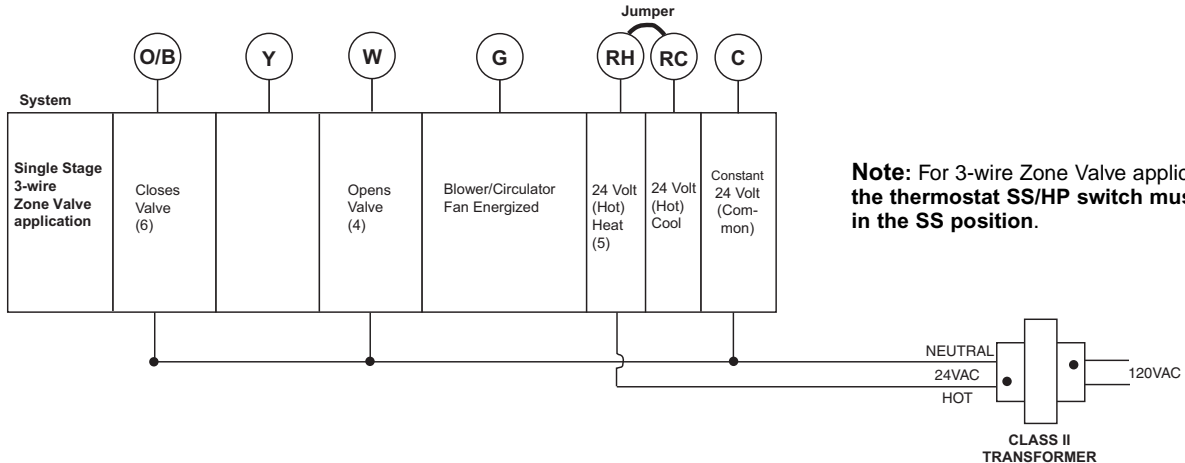 Jumper
O/B Y W G RH RC C
System
Single Stage
3-wire
Zone Valve
application
Closes
Valve
(6)
Opens
Valve
(4)
Blower/Circulator
Fan Energized
24 Volt
(Hot)
Heat
(5)
24 Volt
(Hot)
Cool
Constant
24 Volt
(Com-
mon)
Note: For 3-wire Zone Valve
the thermostat SS/HP switch
in the SS position.
NEUTRAL
24VAC
HOT
120VAC
CLASS II
TRANSFORMER